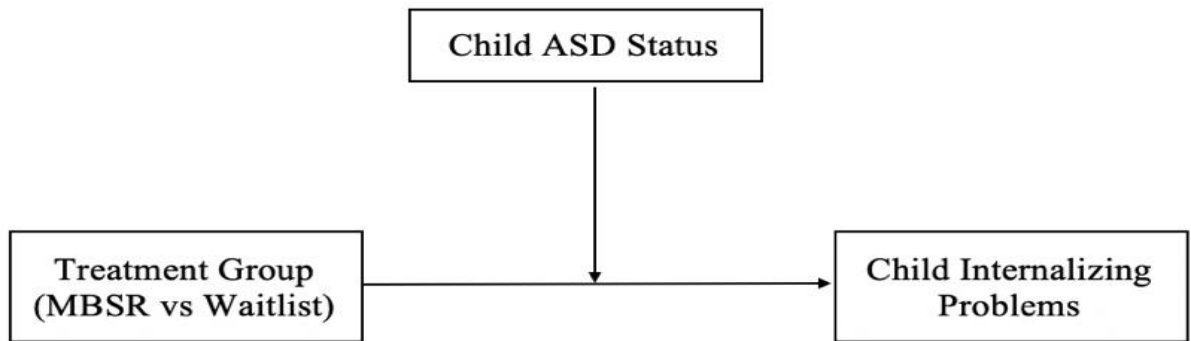 Child ASD Status
Treatment Group
(MBSR vs Waitlist)
Child Internalizing
Problems